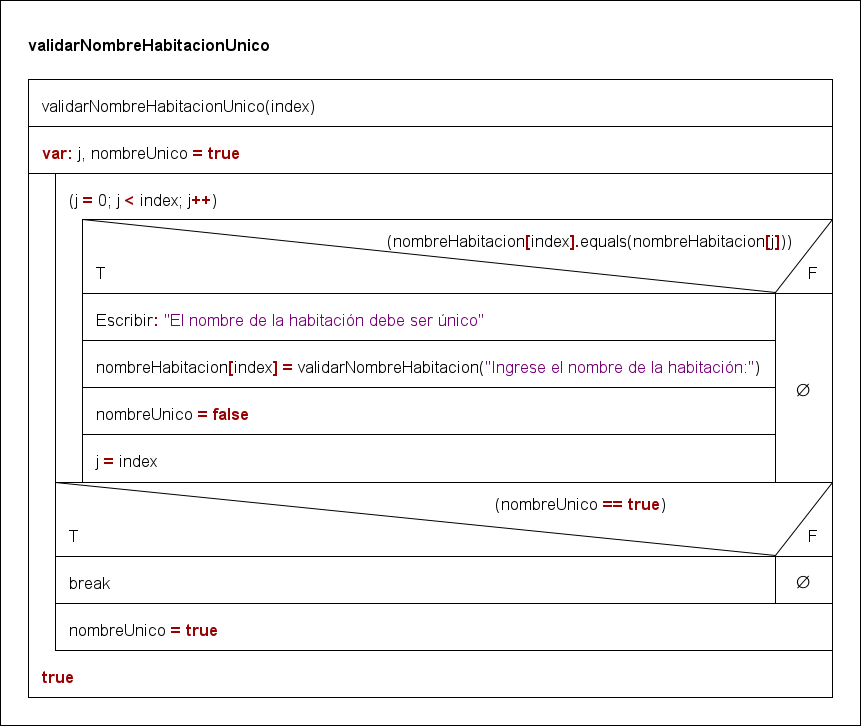 validarNombreHabitacionUnico
validarNombreHabitacionUnico(index)
var: j, nombreUnico = true
(j = 0; j < index; j++)
(nombreHabitacion[index].equals(nombreHabitacion[j]))
T F
Escribir: "El nombre de la habitación debe ser único"
nombreHabitacion[index] = validarNombreHabitacion("Ingrese el nombre de la habitación:")
∅
nombreUnico = false
j = index
(nombreUnico == true)
T F
break ∅
nombreUnico = true
true